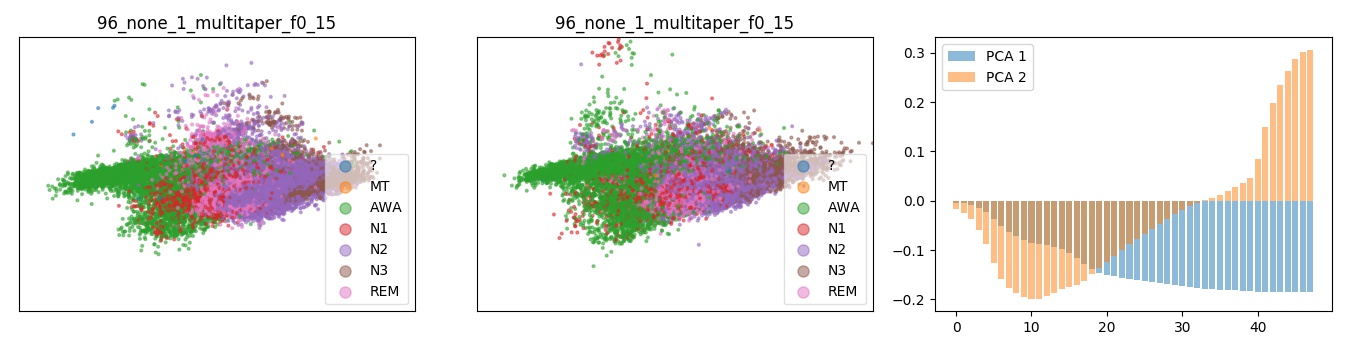 96_none_1_multitaper_f0_15
?
MT
AWA
N1
N2
N3
REM
96_none_1_multitaper_f0_15
?
MT
AWA
N1
N2
N3
REM
PCA 1
PCA 2
0.3
0.2
0.1
0.0
−0.1
−0.2
0 10 20 30 40